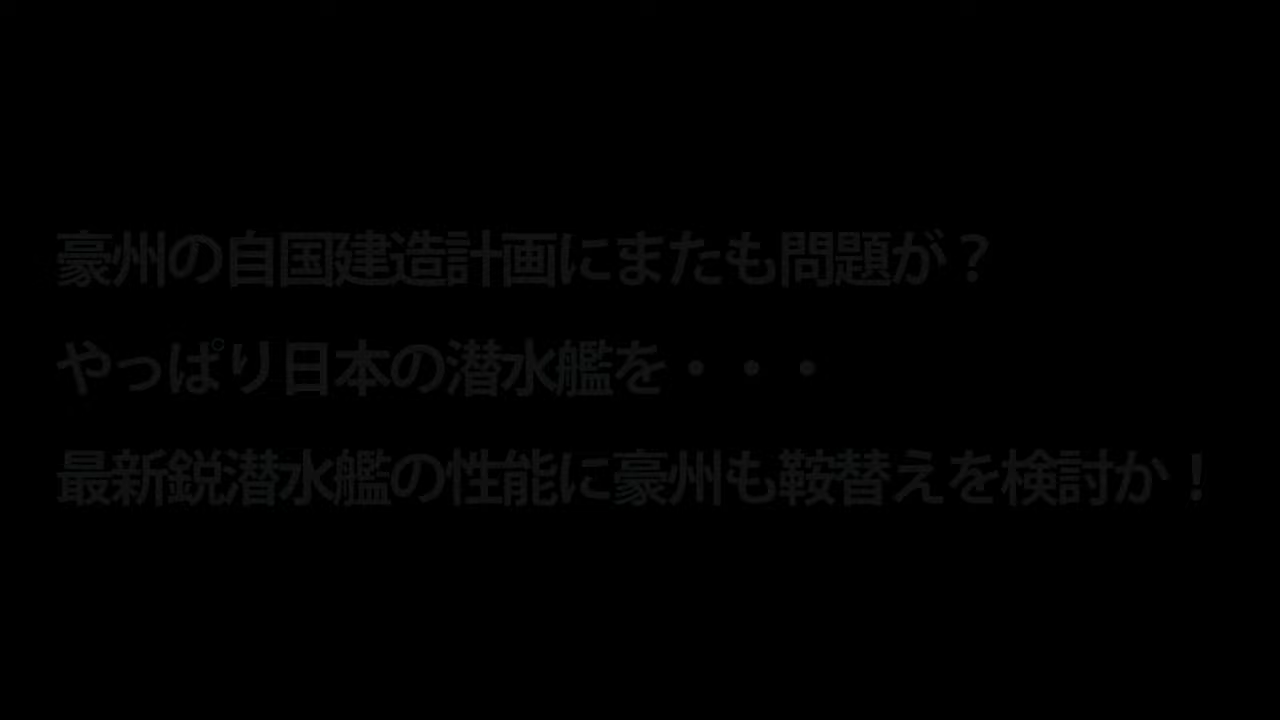 豪州の自国建造計画にまたも問題が？
やっぱり日本の潜水艦を・・・
最新鋭潜水艦の性能に豪州も鞍替えを検討か！